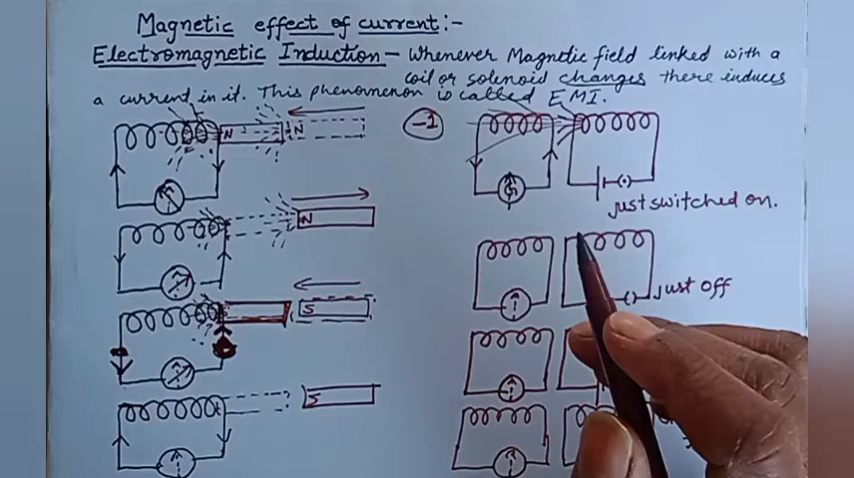 Magnetic effect of current:-
Electromagnetic Induction - Whenever Magnetic field linked with a
coil or solenoid changes there induces
a current in it. This phenomenon is called EMI.
N
N
-1
G
just switched on.
N
Just off
S
S